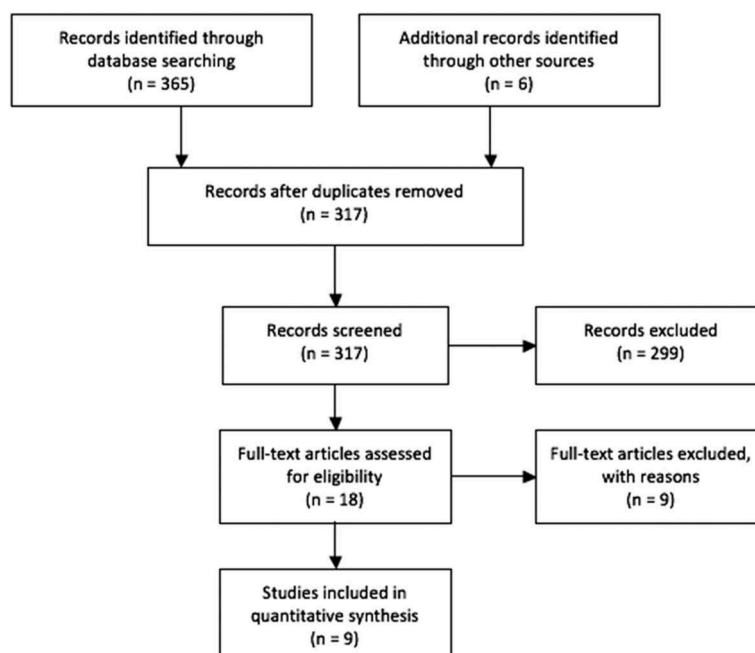 Records identified through
database searching
(n = 365)
Additional records identified
through other sources
(n = 6)
Records after duplicates removed
(n = 317)
Records screened
(n = 317)
Records excluded
(n = 299)
Full-text articles assessed
for eligibility
(n = 18)
Full-text articles excluded,
with reasons
(n = 9)
Studies included in
quantitative synthesis
(n = 9)